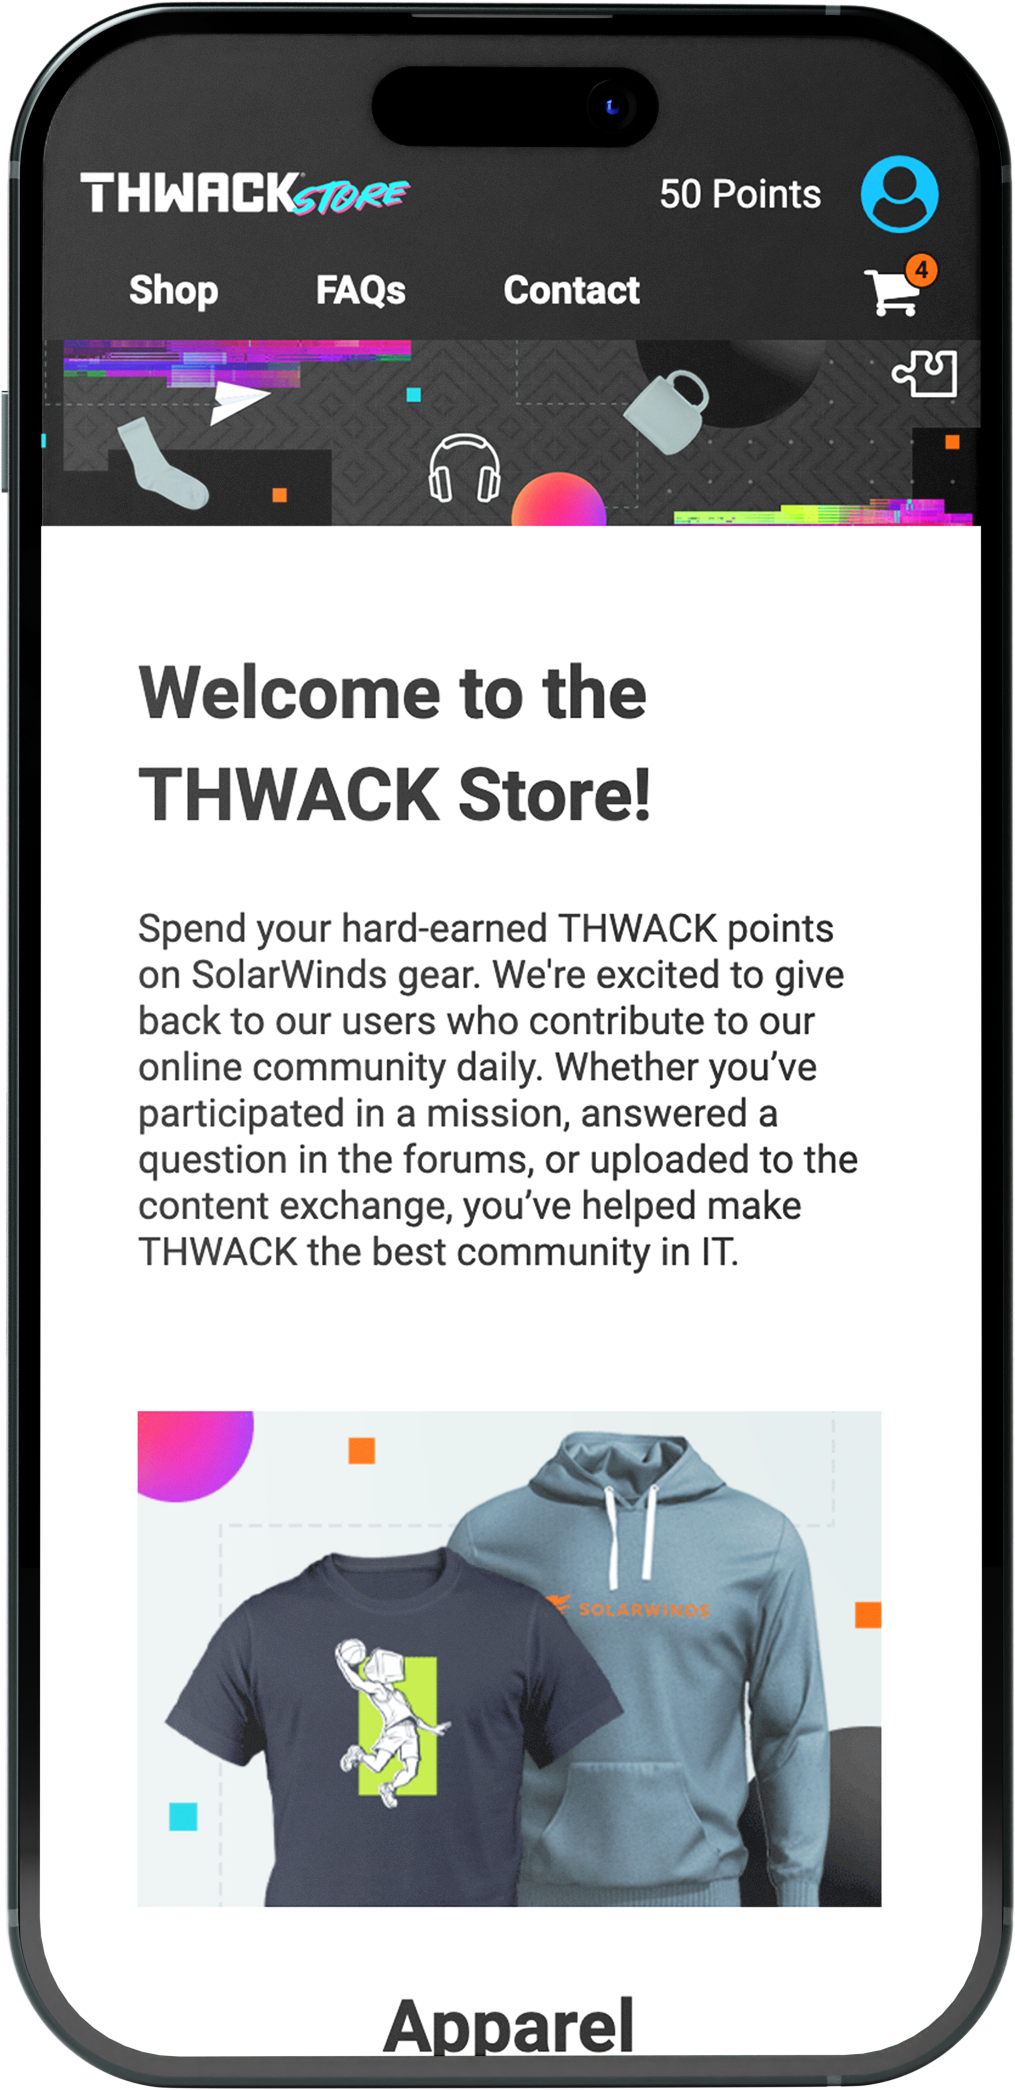 THWACK STORE
50 Points
Shop
FAQs
Contact
4
Welcome to the
THWACK Store!
Spend your hard-earned THWACK points
on SolarWinds gear. We're excited to give
back to our users who contribute to our
online community daily. Whether you’ve
participated in a mission, answered a
question in the forums, or uploaded to the
content exchange, you’ve helped make
THWACK the best community in IT.
SOLARWINDS
Apparel